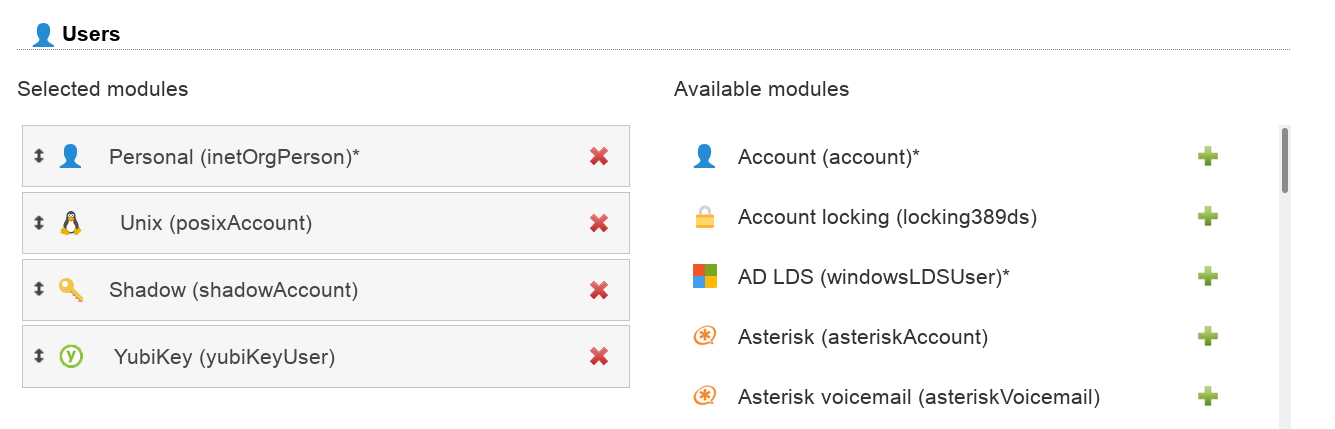 Users
Selected modules
Available modules
Personal (inetOrgPerson)*
Unix (posixAccount)
Shadow (shadowAccount)
YubiKey (yubiKeyUser)
Account (account)*
Account locking (locking389ds)
AD LDS (windowsLDSUser)*
Asterisk (asteriskAccount)
Asterisk voicemail (asteriskVoicemail)